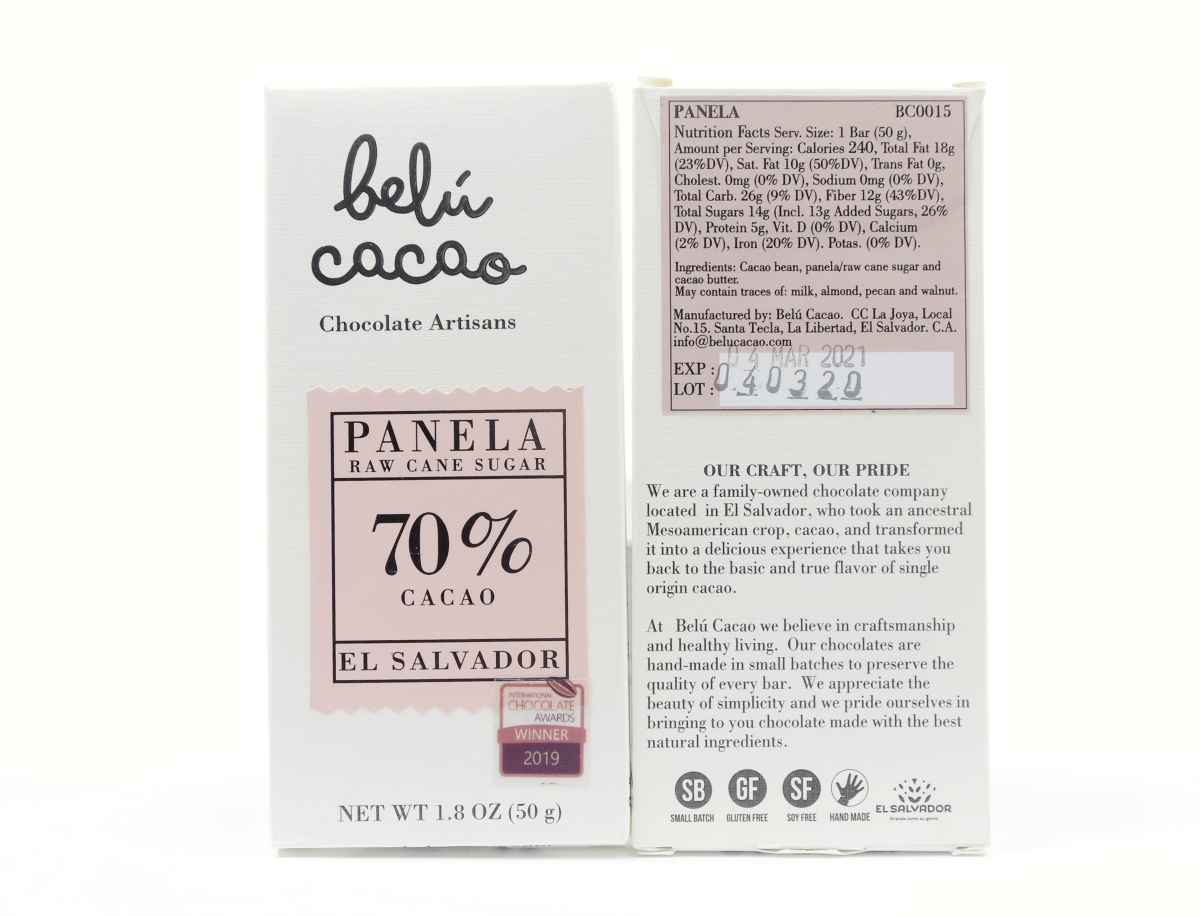 belú
cacao
Chocolate Artisans
PANELA
RAW CANE SUGAR
70%
CACAO
EL SALVADOR
INTERNATIONAL
CHOCOLATE
AWARDS
WINNER
2019
NET WT 1.8 OZ (50 g)
PANELA BC0015
Nutrition Facts Serv. Size: 1 Bar (50 g),
Amount per Serving: Calories 240, Total Fat 18g
(23%DV), Sat. Fat 10g (50%DV), Trans Fat 0g,
Cholest. 0mg (0% DV), Sodium 0mg (0% DV),
Total Carb. 26g (9% DV), Fiber 12g (43%DV),
Total Sugars 14g (Incl. 13g Added Sugars, 26%
DV), Protein 5g, Vit. D (0% DV), Calcium
(2% DV), Iron (20% DV). Potas. (0% DV).
Ingredients: Cacao bean, panela/raw cane sugar and
cacao butter.
May contain traces of: milk, almond, pecan and walnut.
Manufactured by: Belú Cacao. CC La Joya, Local
No.15. Santa Tecla, La Libertad, El Salvador. C.A.
info@belucacao.com
EXP : 04 MAR 2021
LOT : 040320
OUR CRAFT, OUR PRIDE
We are a family-owned chocolate company
located in El Salvador, who took an ancestral
Mesoamerican crop, cacao, and transformed
it into a delicious experience that takes you
back to the basic and true flavor of single
origin cacao.
At Belú Cacao we believe in craftsmanship
and healthy living. Our chocolates are
hand-made in small batches to preserve the
quality of every bar. We appreciate the
beauty of simplicity and we pride ourselves in
bringing to you chocolate made with the best
natural ingredients.
SB GF SF
SMALL BATCH GLUTEN FREE SOY FREE HAND MADE
EL SALVADOR
Grande como su gente